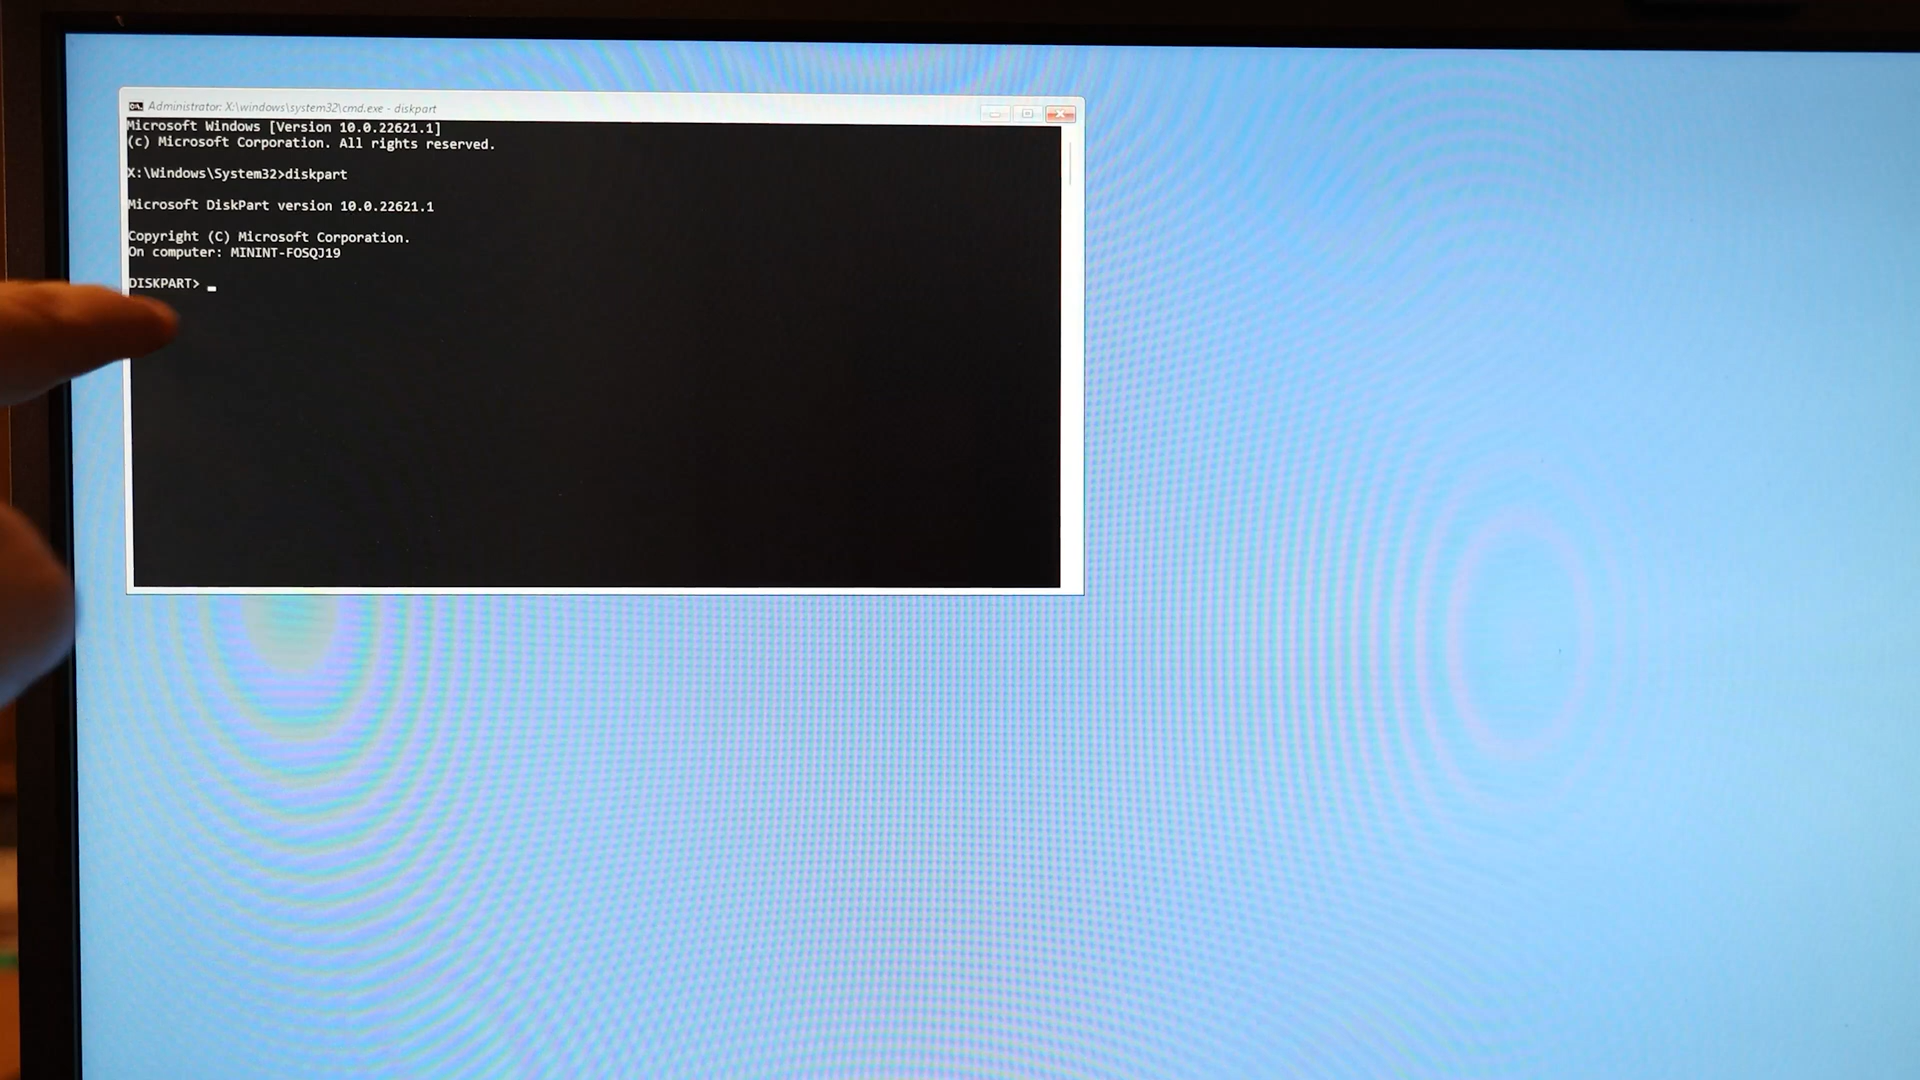 Administrator: X:\windows\system32\cmd.exe - diskpart
Microsoft Windows [Version 10.0.22621.1]
(c) Microsoft Corporation. All rights reserved.
X:\Windows\System32>diskpart
Microsoft DiskPart version 10.0.22621.1
Copyright (C) Microsoft Corporation.
On computer: MININT-FOSQJ19
DISKPART>